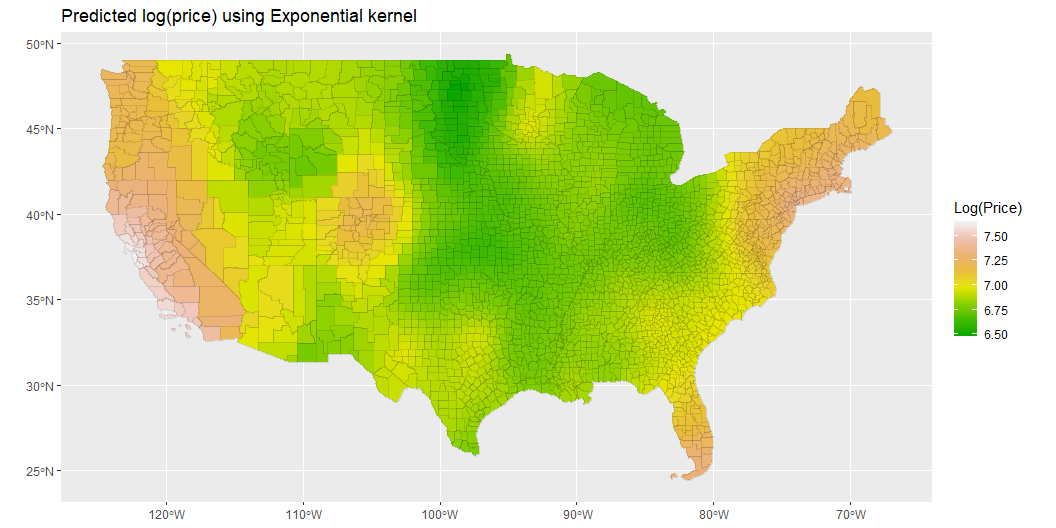 Predicted log(price) using Exponential kernel
50°N
45°N
40°N
35°N
30°N
25°N
120°W
110°W
100°W
90°W
80°W
70°W
Log(Price)
7.50
7.25
7.00
6.75
6.50